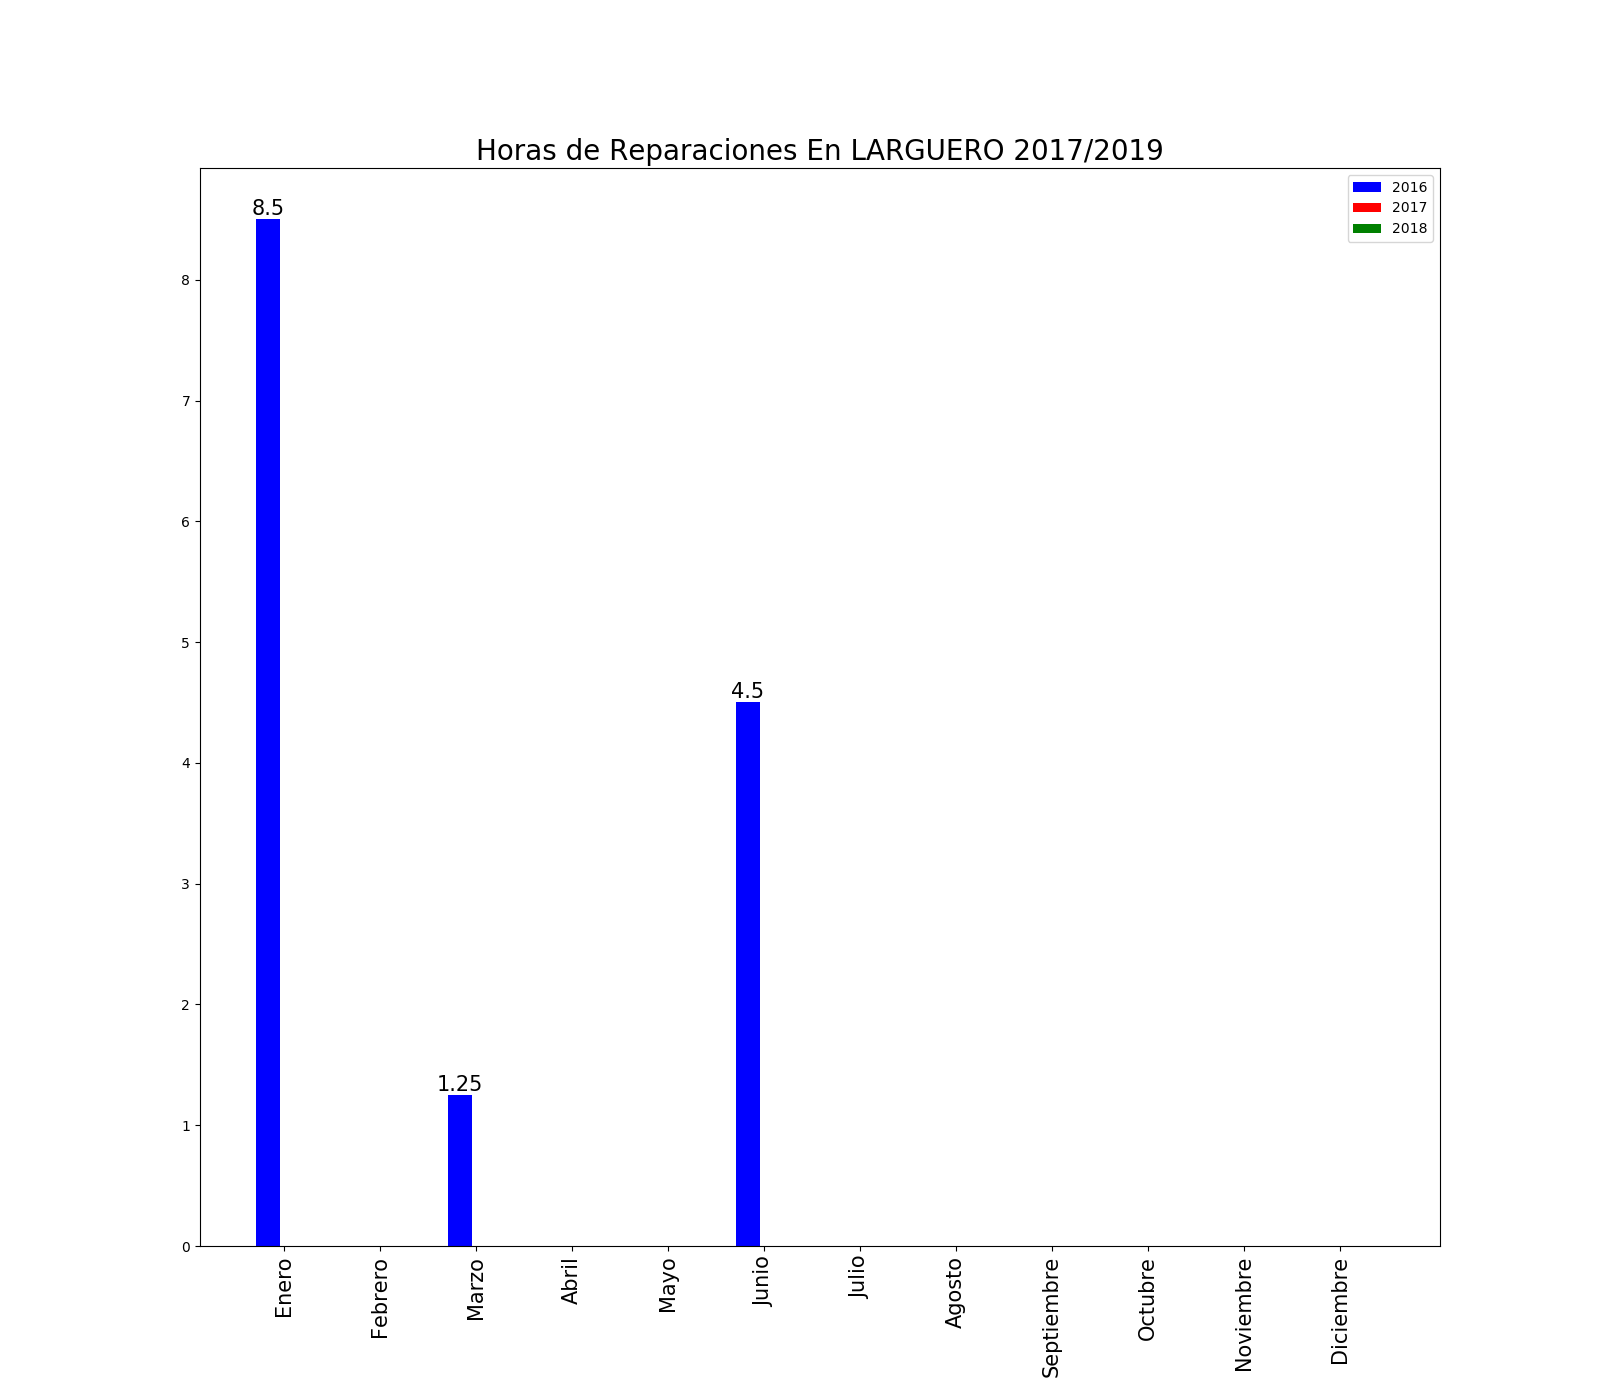 Horas de Reparaciones En LARGUERO 2017/2019
2016
2017
2018
8.5
1.25
4.5
8
7
6
5
4
3
2
1
0
Enero
Febrero
Marzo
Abril
Mayo
Junio
Julio
Agosto
Septiembre
Octubre
Noviembre
Diciembre